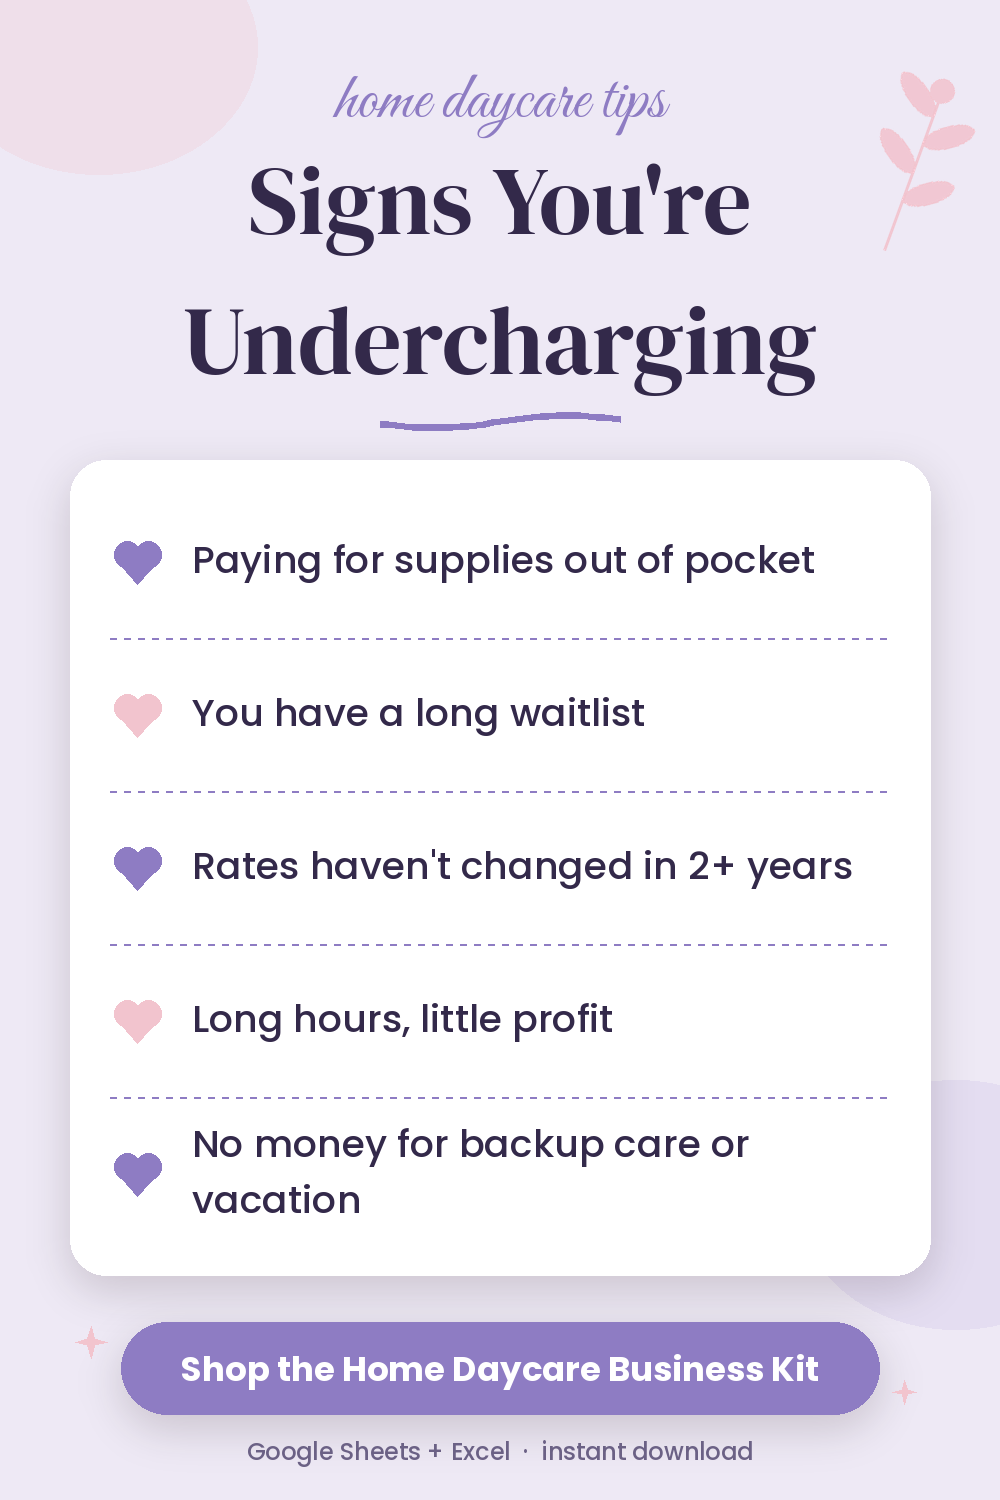 home daycare tips
Signs You're
Undercharging
Paying for supplies out of pocket
You have a long waitlist
Rates haven't changed in 2+ years
Long hours, little profit
No money for backup care or
vacation
Shop the Home Daycare Business Kit
Google Sheets + Excel · instant download